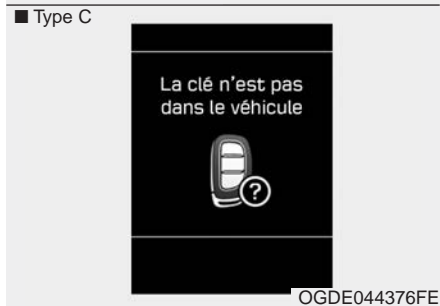 ■ Type C
La clé n'est pas
dans le véhicule
?
OGDE044376FE